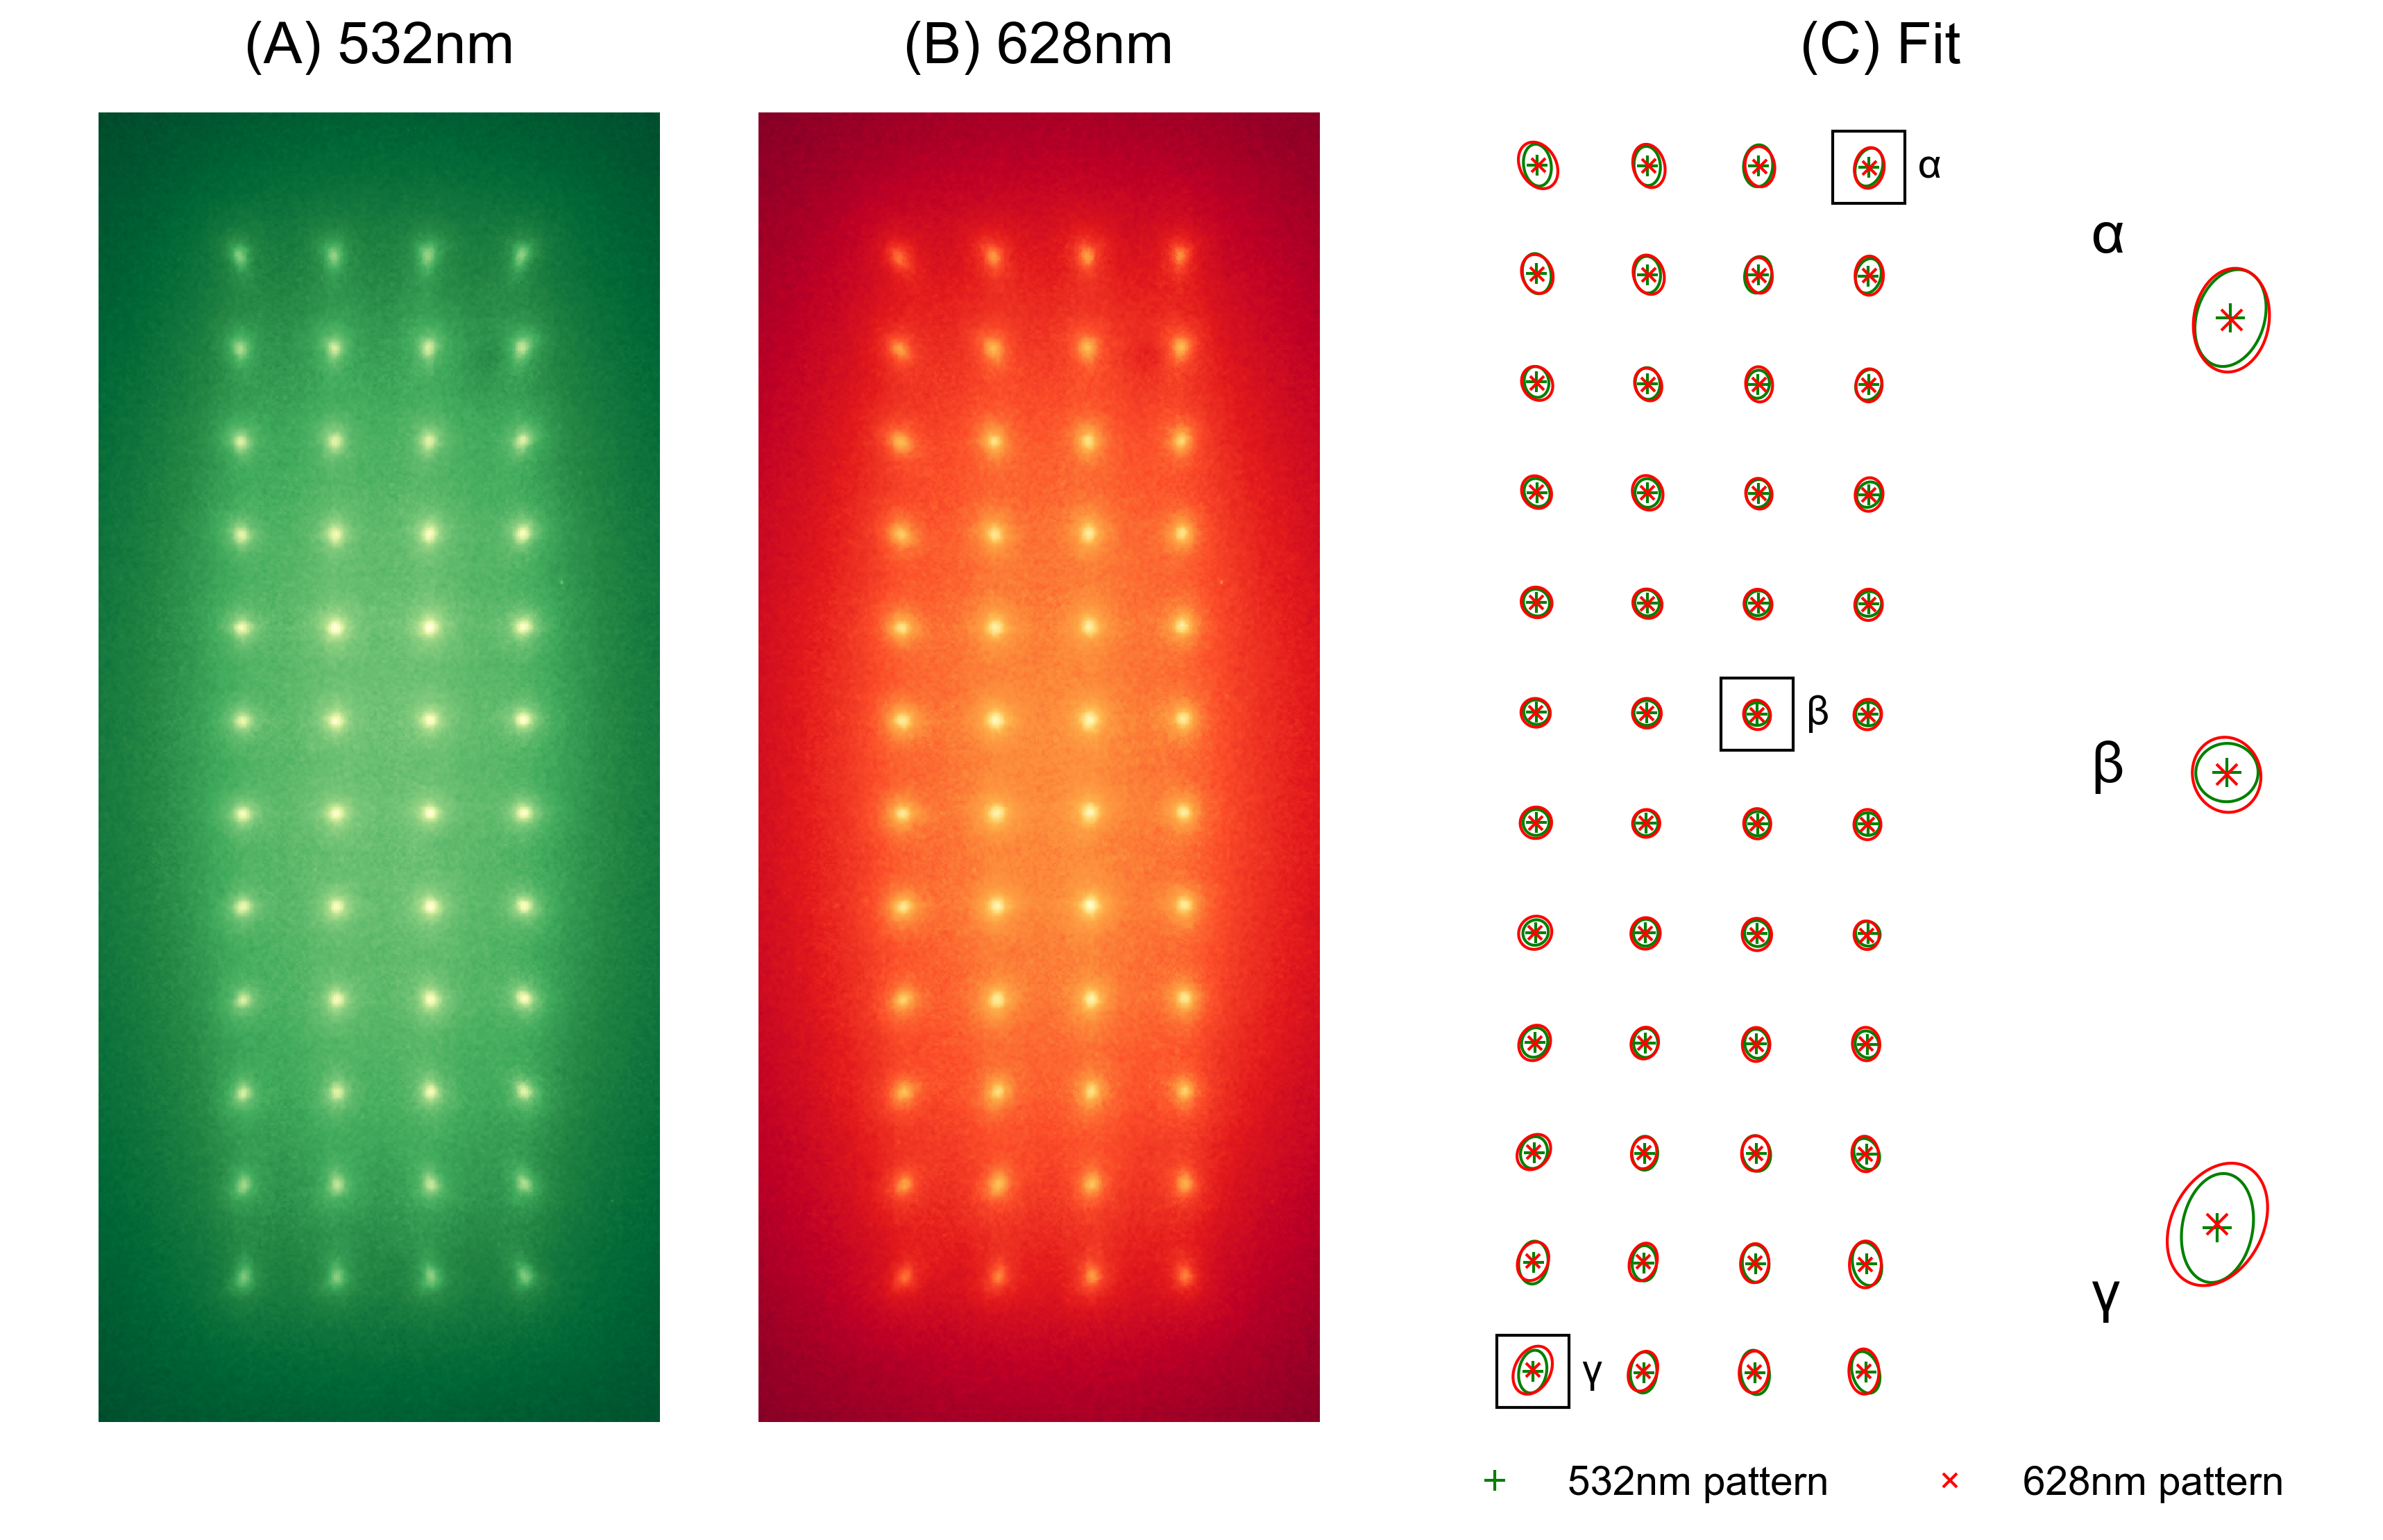 (A) 532nm
(B) 628nm
(C) Fit
α
α
β
β
γ
γ
+ 532nm pattern
× 628nm pattern